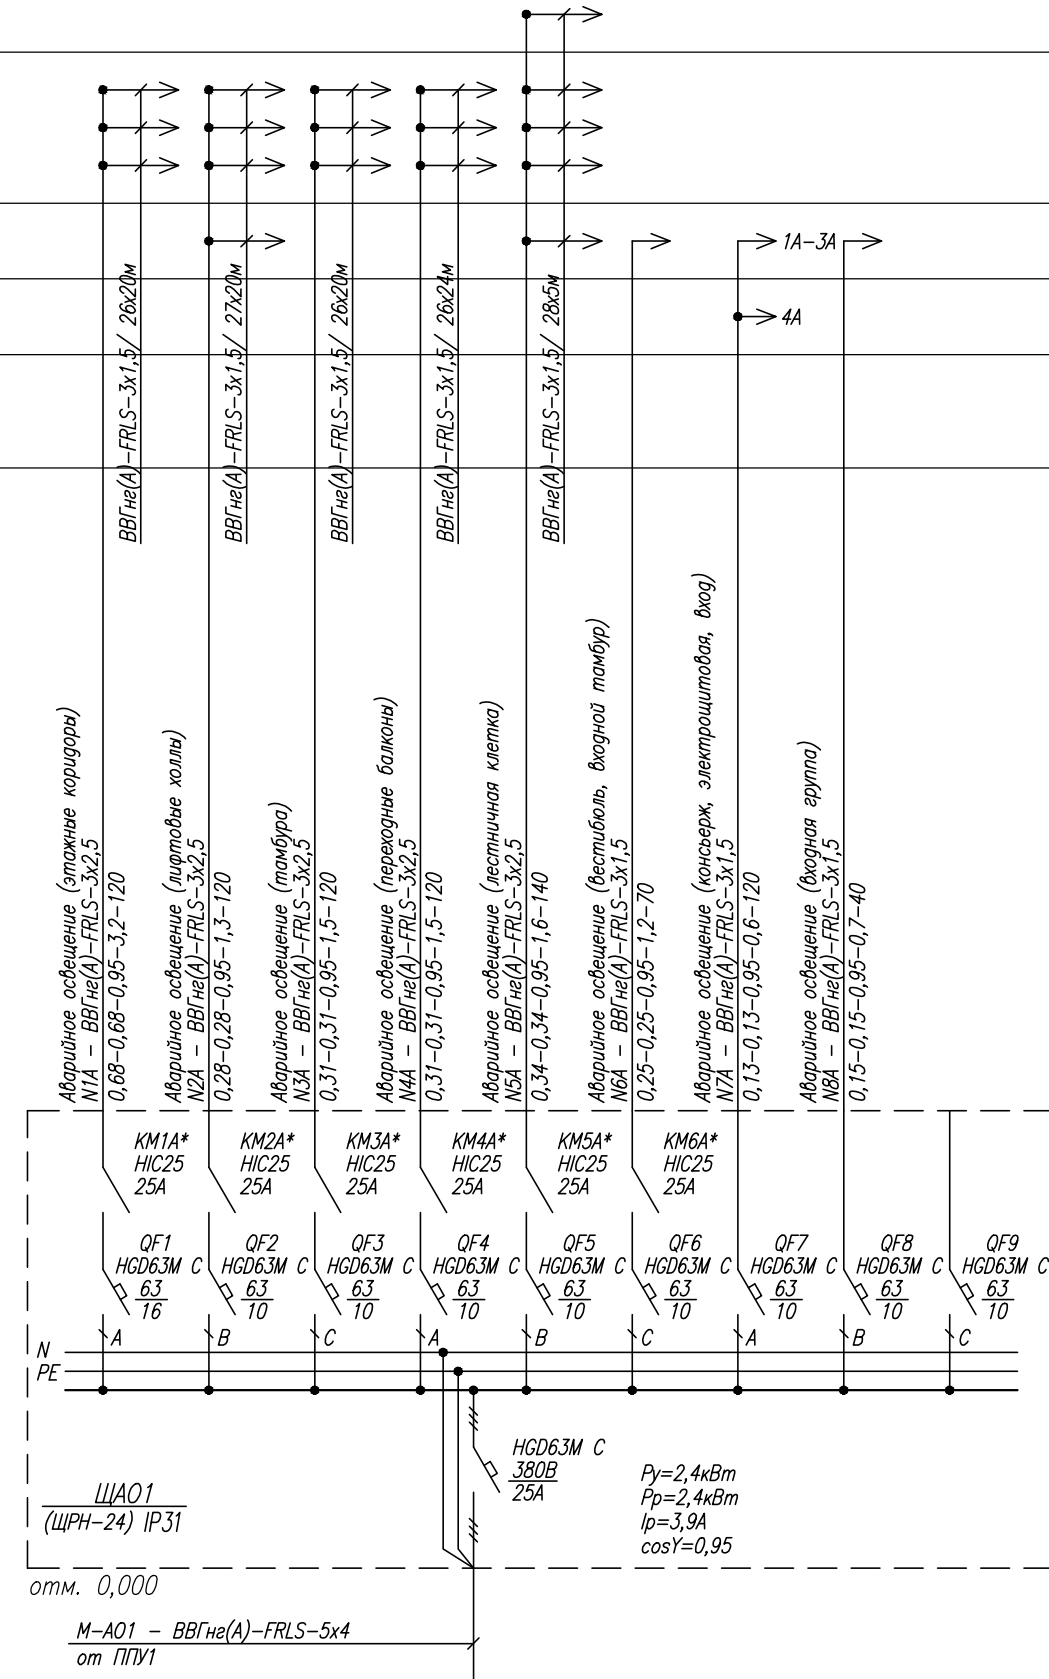 1А-3А
4А
ВВГнг(А)-FRLS-3х1,5/ 26х20м
ВВГнг(А)-FRLS-3х1,5/ 27х20м
ВВГнг(А)-FRLS-3х1,5/ 26х20м
ВВГнг(А)-FRLS-3х1,5/ 26х24м
ВВГнг(А)-FRLS-3х1,5/ 28х5м
Аварийное освещение (этажные коридоры)
N1А - ВВГнг(А)-FRLS-3х2,5
0,68-0,68-0,95-3,2-120
Аварийное освещение (лифтовые холлы)
N2А - ВВГнг(А)-FRLS-3х2,5
0,28-0,28-0,95-1,3-120
Аварийное освещение (тамбура)
N3А - ВВГнг(А)-FRLS-3х2,5
0,31-0,31-0,95-1,5-120
Аварийное освещение (переходные балконы)
N4А - ВВГнг(А)-FRLS-3х2,5
0,31-0,31-0,95-1,5-120
Аварийное освещение (лестничная клетка)
N5А - ВВГнг(А)-FRLS-3х2,5
0,34-0,34-0,95-1,6-140
Аварийное освещение (вестибюль, входной тамбур)
N6А - ВВГнг(А)-FRLS-3х1,5
0,25-0,25-0,95-1,2-70
Аварийное освещение (консьерж, электрощитовая, вход)
N7А - ВВГнг(А)-FRLS-3х1,5
0,13-0,13-0,95-0,6-120
Аварийное освещение (входная группа)
N8А - ВВГнг(А)-FRLS-3х1,5
0,15-0,15-0,95-0,7-40
КМ1А* КМ2А* КМ3А* КМ4А* КМ5А* КМ6А*
HIC25 HIC25 HIC25 HIC25 HIC25 HIC25
25А 25А 25А 25А 25А 25А
QF1 QF2 QF3 QF4 QF5 QF6 QF7 QF8 QF9
HGD63M C HGD63M C HGD63M C HGD63M C HGD63M C HGD63M C HGD63M C HGD63M C HGD63M C
63 63 63 63 63 63 63 63 63
16 10 10 10 10 10 10 10 10
А В С А В С А В С
N
PE
HGD63M C
380В
25А
Ру=2,4кВт
Рр=2,4кВт
Iр=3,9А
cosY=0,95
ЩАО1
(ЩРН-24) IP31
отм. 0,000
М-АО1 - ВВГнг(А)-FRLS-5х4
от ППУ1